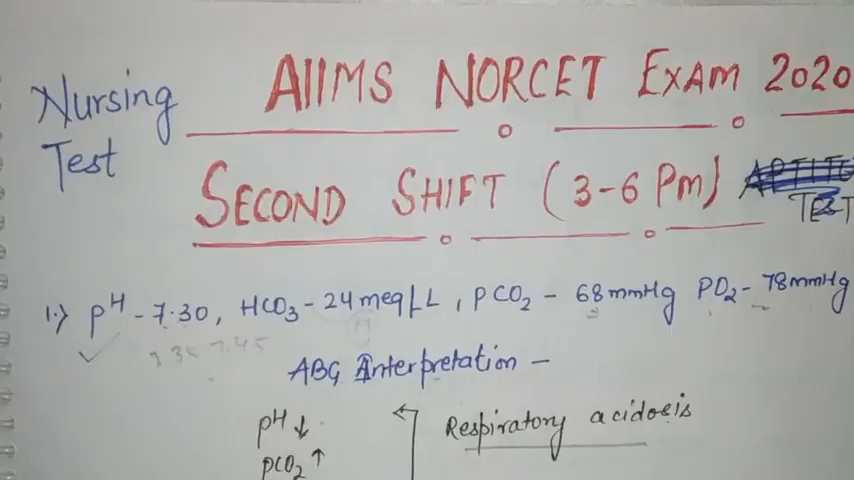 Nursing Test
AIIMS NORCET EXAM 2020
SECOND SHIFT (3-6 Pm)
TEST
1.) pH - 7.30, HCO3 - 24 meq/L, PCO2 - 68 mmHg PO2 - 78 mmHg
7.35 7.45
ABG Interpretation -
pH ↓
PCO2 ↑
Respiratory acidosis